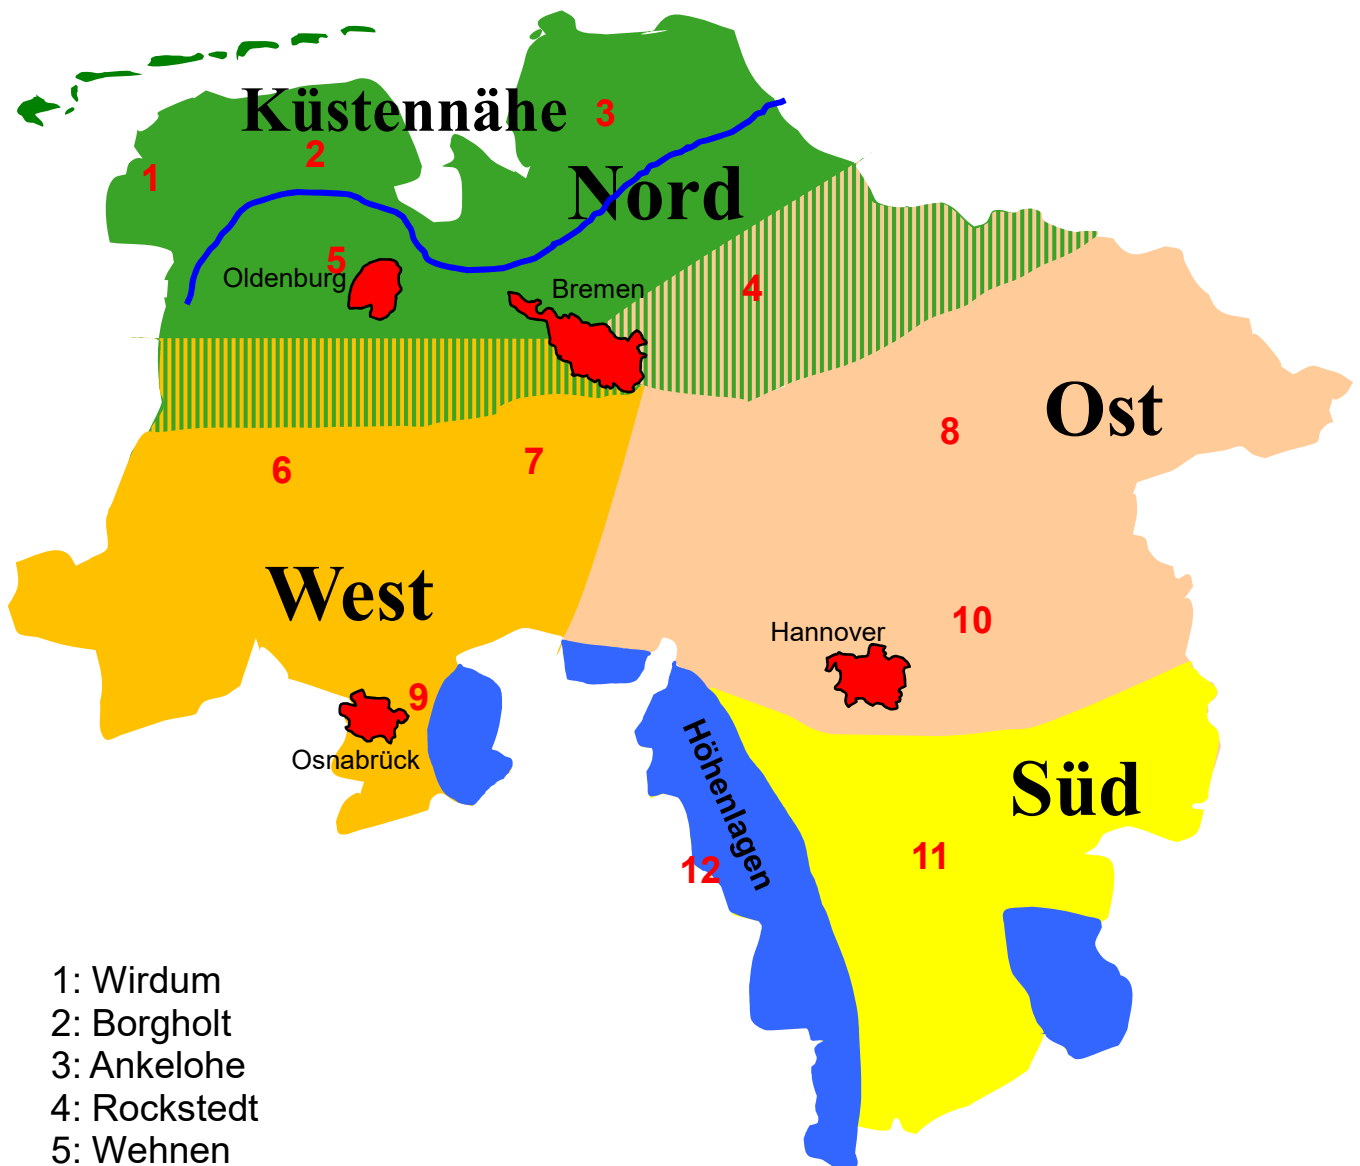 Küstennähe
3
2
1
Nord
5
Oldenburg
Bremen
4
Ost
8
7
6
West
10
Hannover
9
Osnabrück
Höhenlagen
Süd
11
12
1: Wirdum
2: Borgholt
3: Ankelohe
4: Rockstedt
5: Wehnen